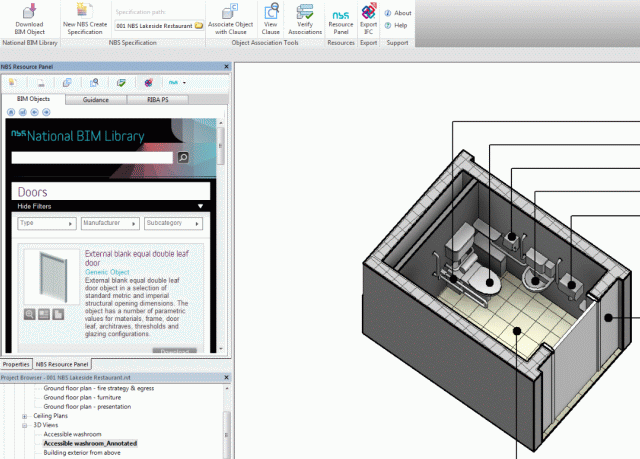 Download BIM Object
National BIM Library
New NBS Create Specification
Specification path:
001 NBS Lakeside Restaurant
NBS Specification
Associate Object with Clause
View Clause
Verify Associations
Object Association Tools
nbs
Resource Panel
Resources
Export IFC
Export
About
Help
Support
NBS Resource Panel
nbs
BIM Objects
Guidance
RIBA PS
nbs National BIM Library
Doors
Hide Filters
Type
Manufacturer
Subcategory
External blank equal double leaf
door
Generic Object
External blank equal double leaf
door object in a selection of
standard metric and imperial
structural opening dimensions. The
object has a number of parametric
values for materials, frame, door
leaf, architraves, thresholds and
glazing configurations.
Download
Properties
NBS Resource Panel
Project Browser - 001 NBS Lakeside Restaurant.rvt
Ground floor plan - fire strategy & egress
Ground floor plan - furniture
Ground floor plan - presentation
Ceiling Plans
3D Views
Accessible washroom
Accessible washroom_Annotated
Building exterior from above